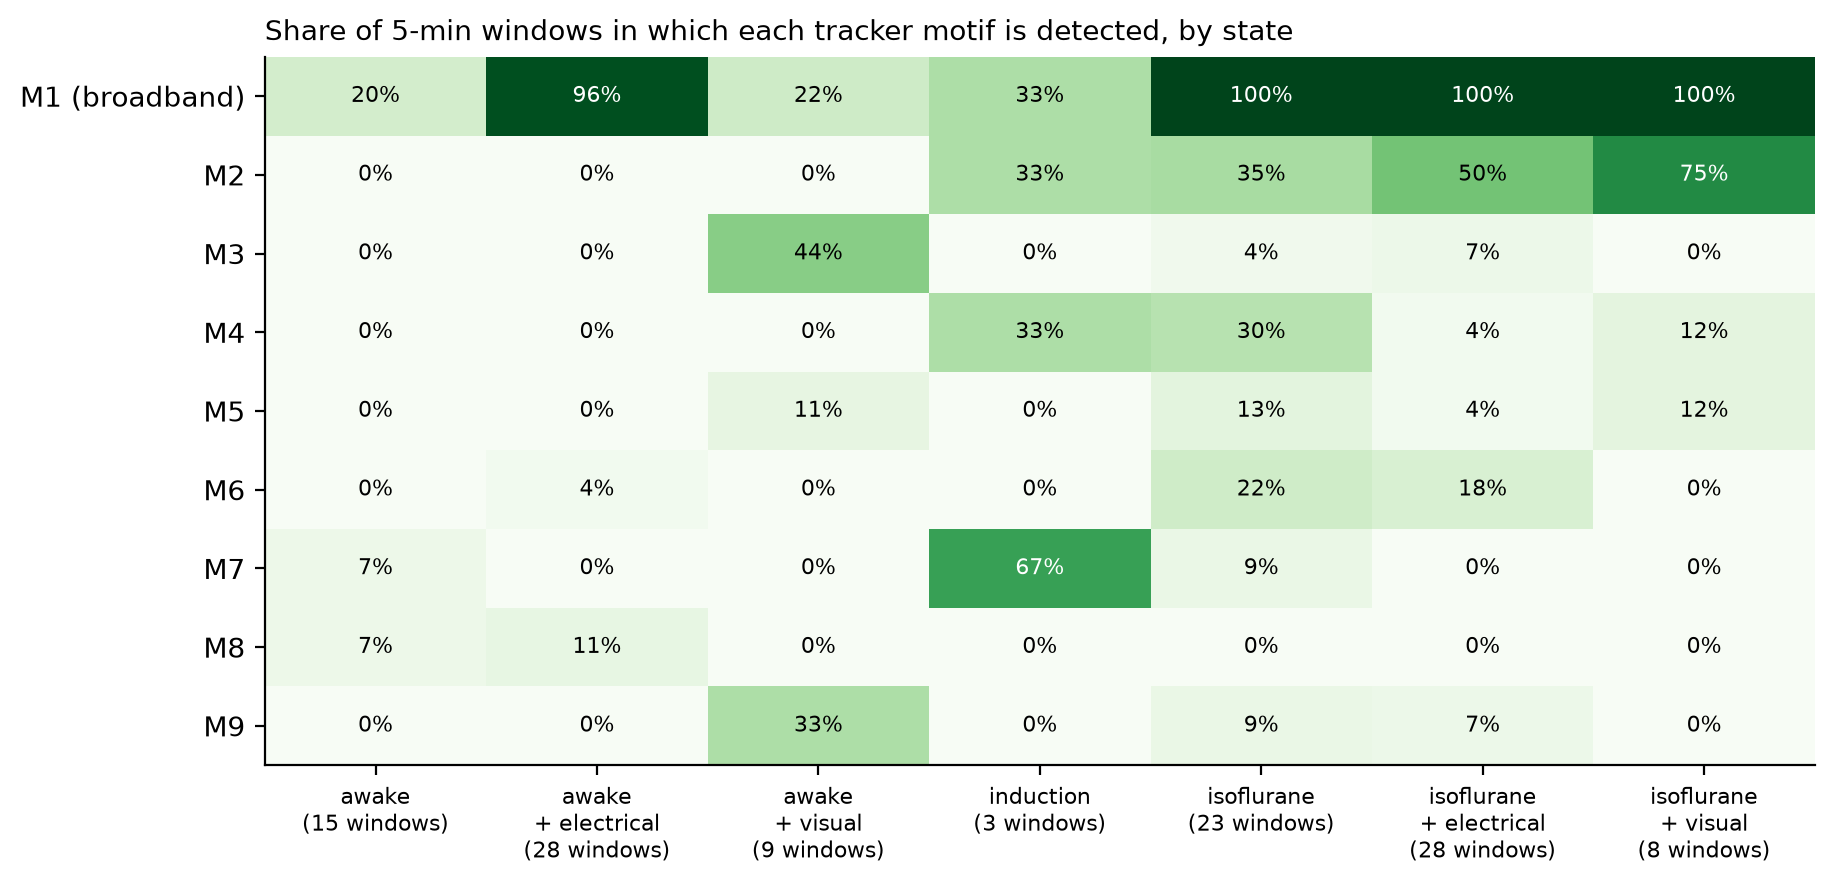 Share of 5-min windows in which each tracker motif is detected, by state
M1 (broadband) 20% 96% 22% 33% 100% 100% 100%
M2 0% 0% 0% 33% 35% 50% 75%
M3 0% 0% 44% 0% 4% 7% 0%
M4 0% 0% 0% 33% 30% 4% 12%
M5 0% 0% 11% 0% 13% 4% 12%
M6 0% 4% 0% 0% 22% 18% 0%
M7 7% 0% 0% 67% 9% 0% 0%
M8 7% 11% 0% 0% 0% 0% 0%
M9 0% 0% 33% 0% 9% 7% 0%
awake
(15 windows)
awake
+ electrical
(28 windows)
awake
+ visual
(9 windows)
induction
(3 windows)
isoflurane
(23 windows)
isoflurane
+ electrical
(28 windows)
isoflurane
+ visual
(8 windows)